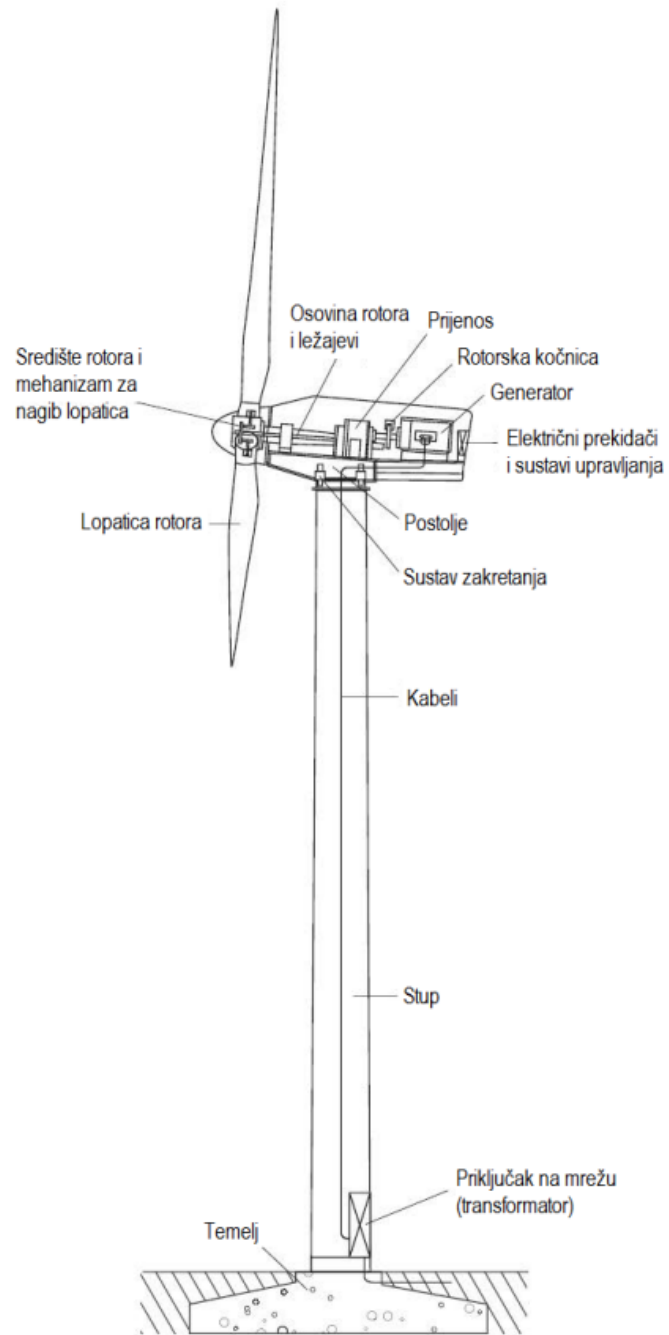 Osovina rotora
i ležajevi
Prijenos
Središte rotora i
mehanizam za
nagib lopatica
Rotorska kočnica
Generator
Električni prekidači
i sustavi upravljanja
Lopatica rotora
Postolje
Sustav zakretanja
Kabeli
Stup
Priključak na mrežu
(transformator)
Temelj